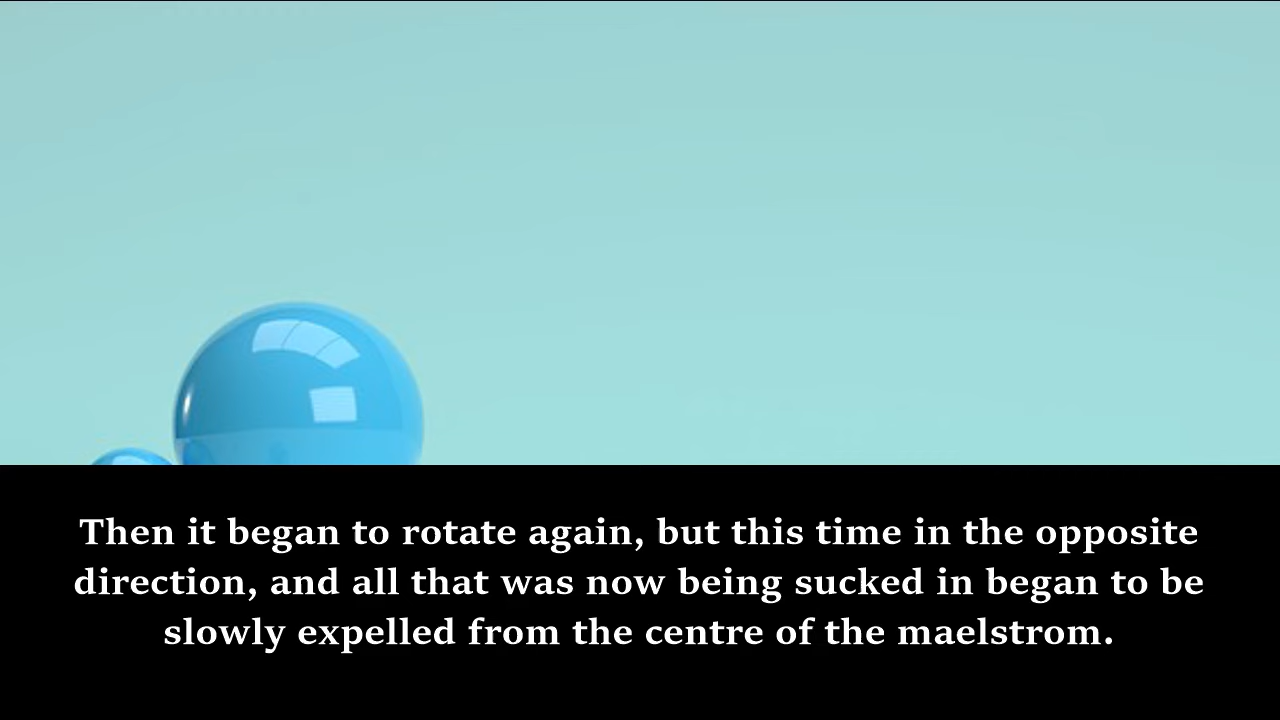 Then it began to rotate again, but this time in the opposite
direction, and all that was now being sucked in began to be
slowly expelled from the centre of the maelstrom.